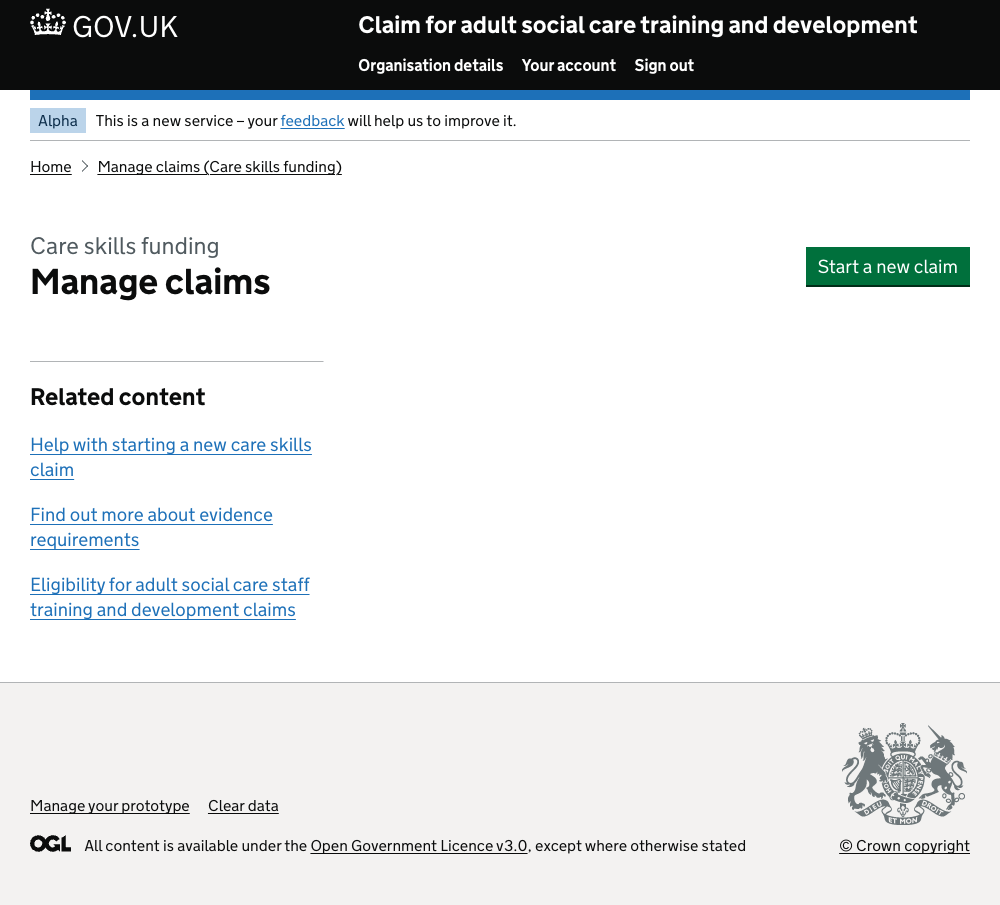 GOV.UK
Claim for adult social care training and development
Organisation details Your account Sign out
Alpha This is a new service – your feedback will help us to improve it.
Home Manage claims (Care skills funding)
Care skills funding
Manage claims
Start a new claim
Related content
Help with starting a new care skills
claim
Find out more about evidence
requirements
Eligibility for adult social care staff
training and development claims
Manage your prototype Clear data
OGL All content is available under the Open Government Licence v3.0, except where otherwise stated
DIEU ET MON DROIT
© Crown copyright